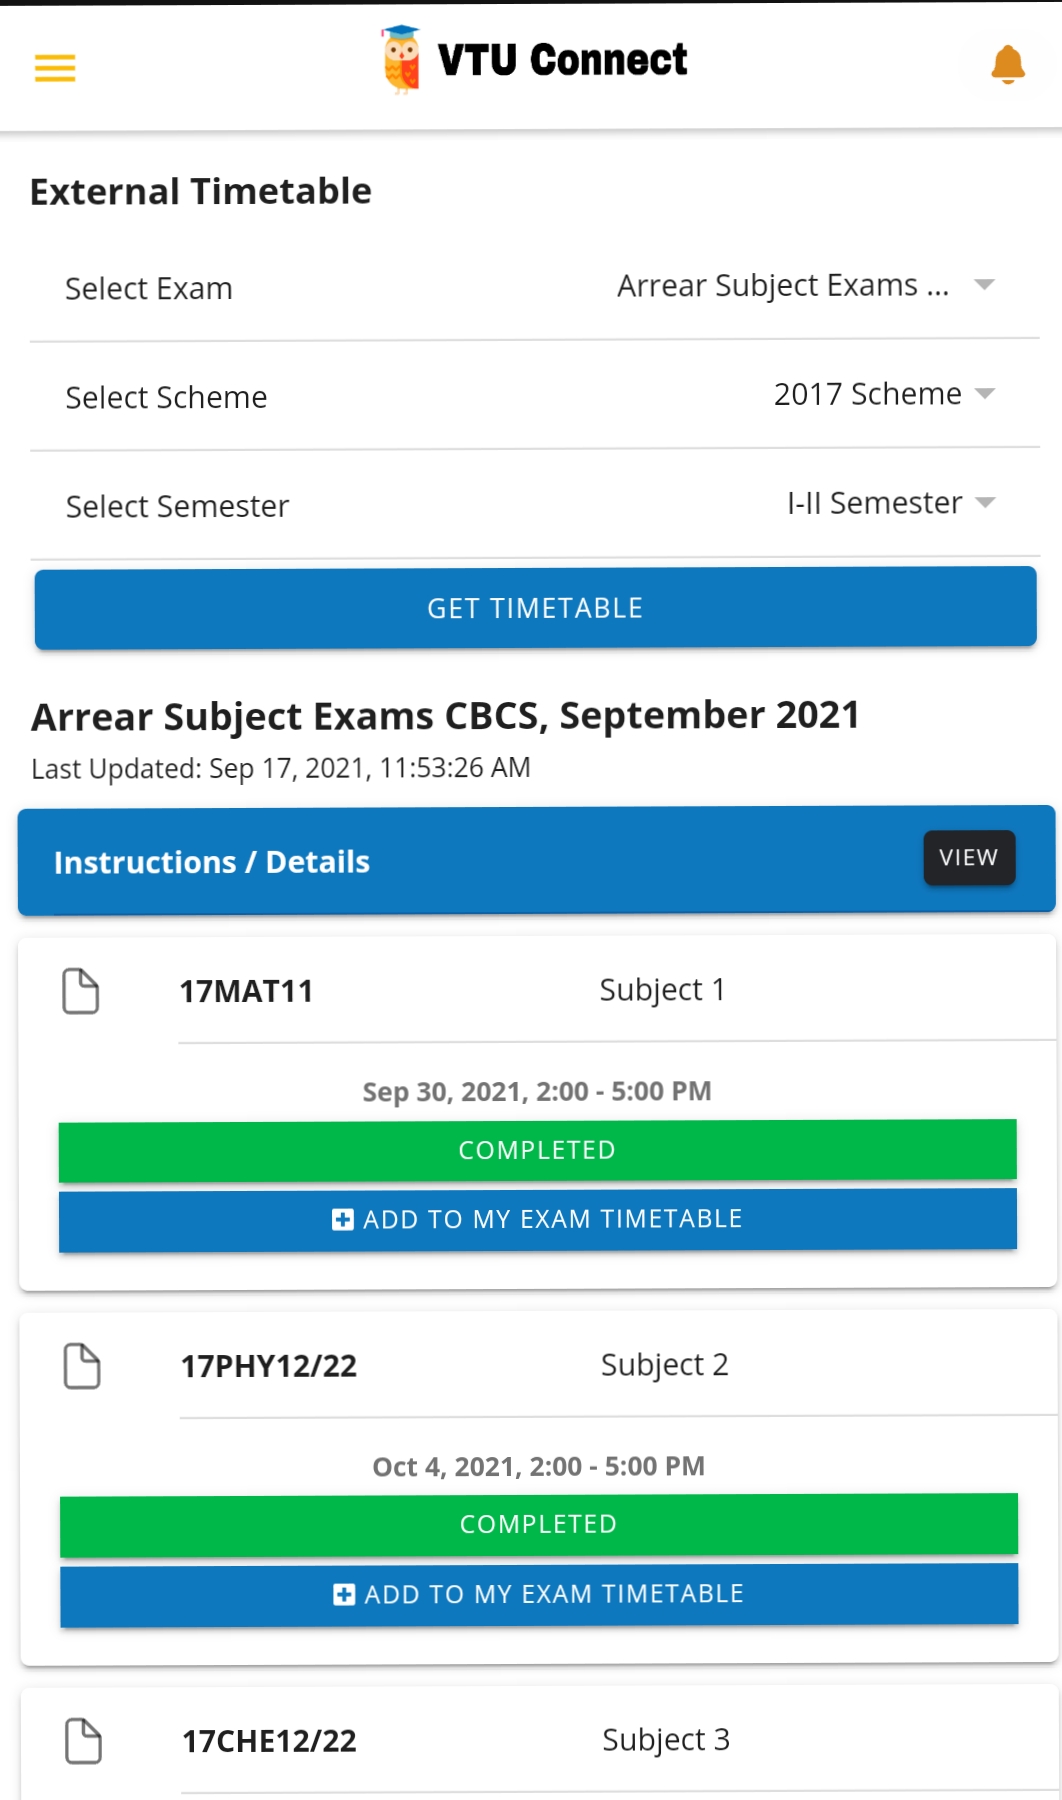 VTU Connect
External Timetable
Select Exam Arrear Subject Exams ...
Select Scheme 2017 Scheme
Select Semester I-II Semester
GET TIMETABLE
Arrear Subject Exams CBCS, September 2021
Last Updated: Sep 17, 2021, 11:53:26 AM
Instructions / Details VIEW
17MAT11 Subject 1
Sep 30, 2021, 2:00 - 5:00 PM
COMPLETED
ADD TO MY EXAM TIMETABLE
17PHY12/22 Subject 2
Oct 4, 2021, 2:00 - 5:00 PM
COMPLETED
ADD TO MY EXAM TIMETABLE
17CHE12/22 Subject 3